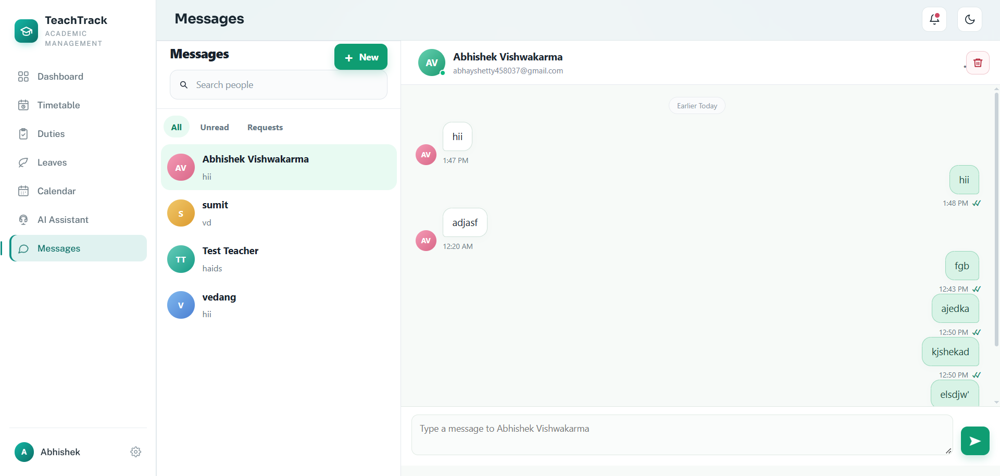 TeachTrack
ACADEMIC
MANAGEMENT
Dashboard
Timetable
Duties
Leaves
Calendar
AI Assistant
Messages
A
Abhishek
Messages
Messages
+ New
Search people
All
Unread
Requests
AV
Abhishek Vishwakarma
hii
S
sumit
vd
TT
Test Teacher
haids
V
vedang
hii
AV
Abhishek Vishwakarma
abhayshetty458037@gmail.com
Earlier Today
hii
AV
1:47 PM
hii
1:48 PM
adjasf
AV
12:20 AM
fgb
12:43 PM
ajedka
12:50 PM
kjshekad
12:50 PM
elsdjw'
Type a message to Abhishek Vishwakarma